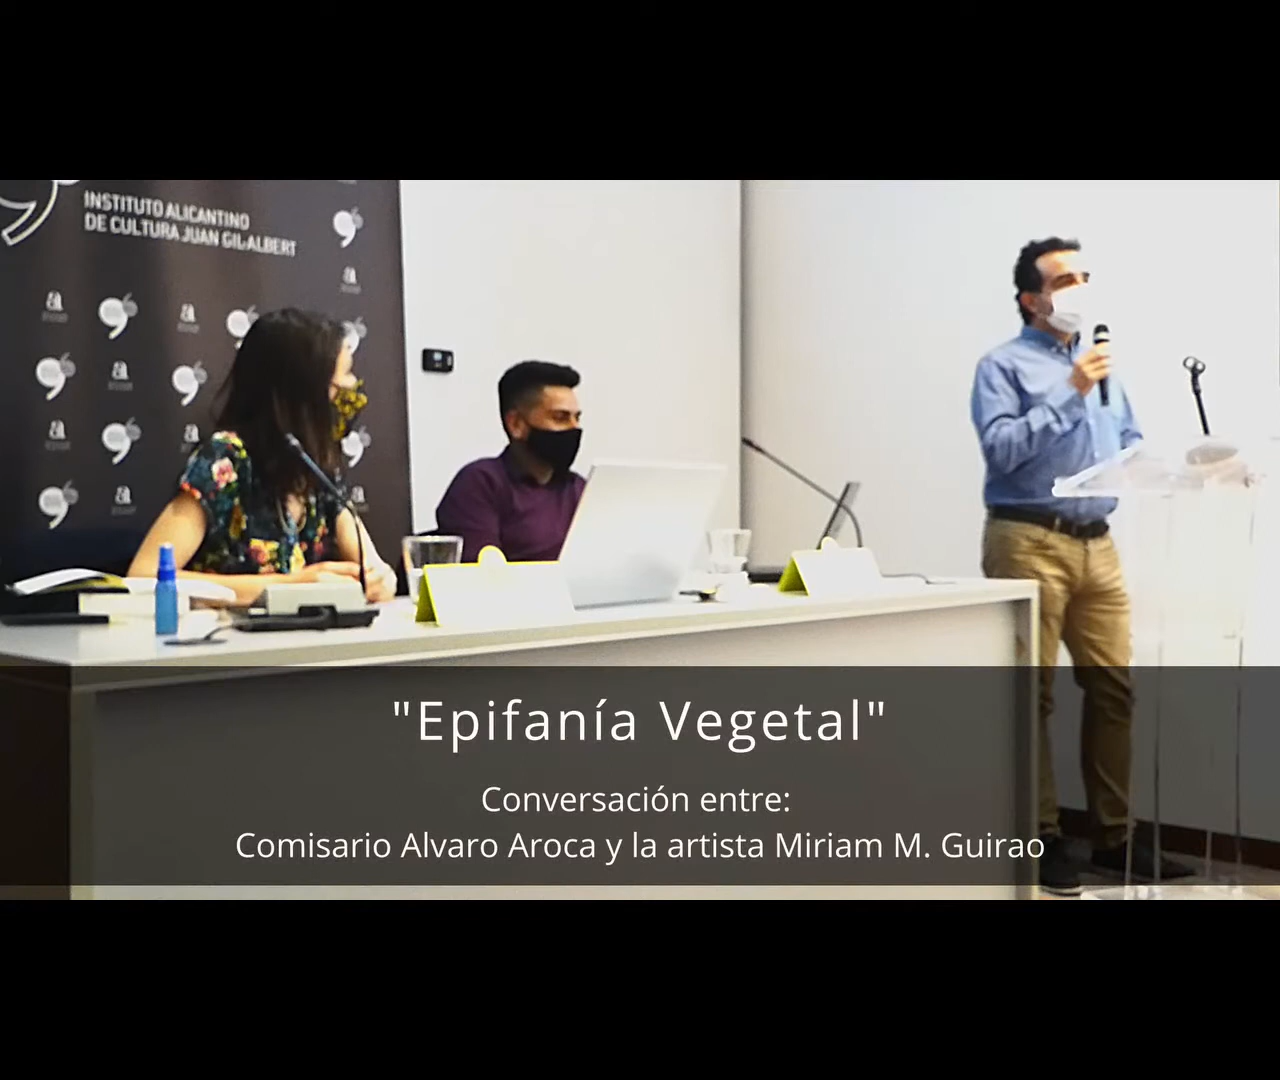 INSTITUTO ALICANTINO
DE CULTURA JUAN GIL-ALBERT
"Epifanía Vegetal"
Conversación entre:
Comisario Alvaro Aroca y la artista Miriam M. Guirao